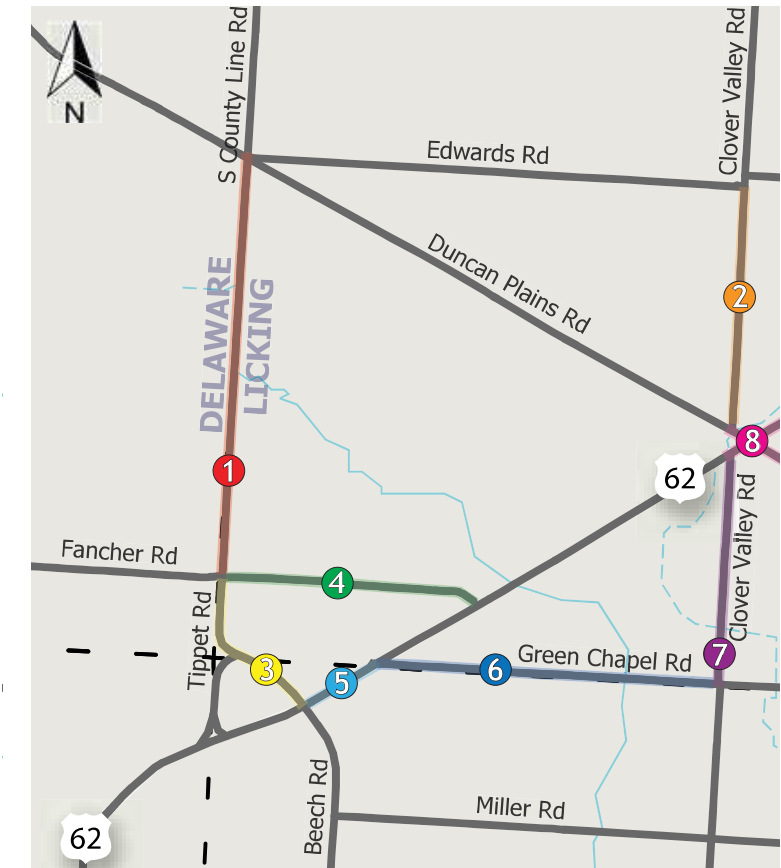 S County Line Rd
Clover Valley Rd
N
Edwards Rd
Duncan Plains Rd
DELAWARE
LICKING
2
8
1
62
Clover Valley Rd
Fancher Rd
4
Tippet Rd
3
5
6
Green Chapel Rd
7
Beech Rd
Miller Rd
62